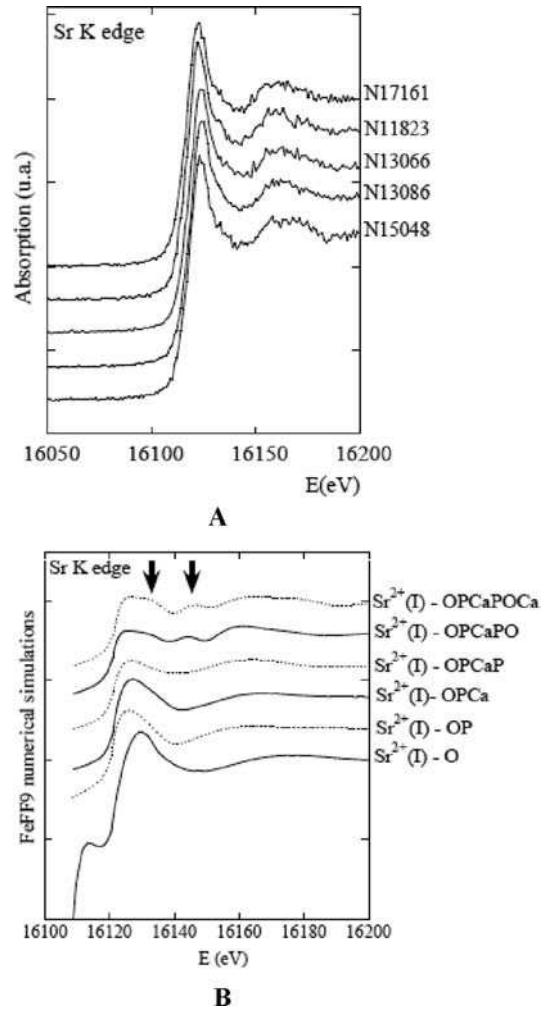 Sr K edge
Absorption (u.a.)
N17161
N11823
N13066
N13086
N15048
16050
16100
16150
16200
E(eV)
A
Sr K edge
FeFF9 numerical simulations
Sr²⁺(I) - OPCaPOCa
Sr²⁺(I) - OPCaPO
Sr²⁺(I) - OPCaP
Sr²⁺(I)- OPCa
Sr²⁺(I) - OP
Sr²⁺(I) - O
16100
16120
16140
16160
16180
16200
E (eV)
B